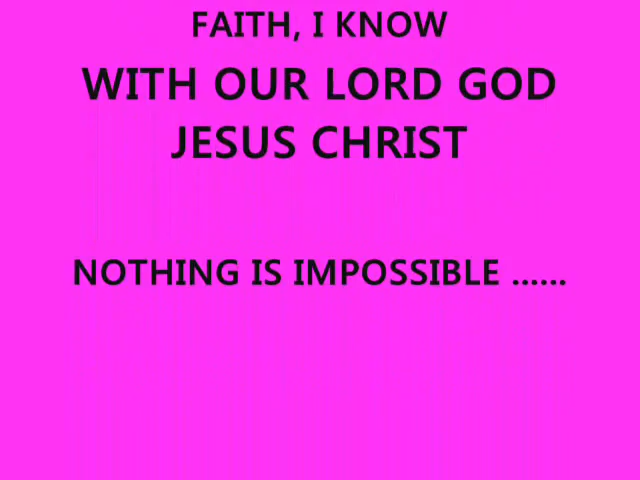 FAITH, I KNOW
WITH OUR LORD GOD
JESUS CHRIST
NOTHING IS IMPOSSIBLE ......